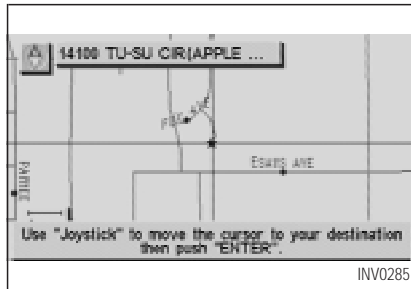 14100 TU-SU CIR(APPLE ...
ESATS AVE
Use "Joystick" to move the cursor to your destination
then push "ENTER".
INV0285